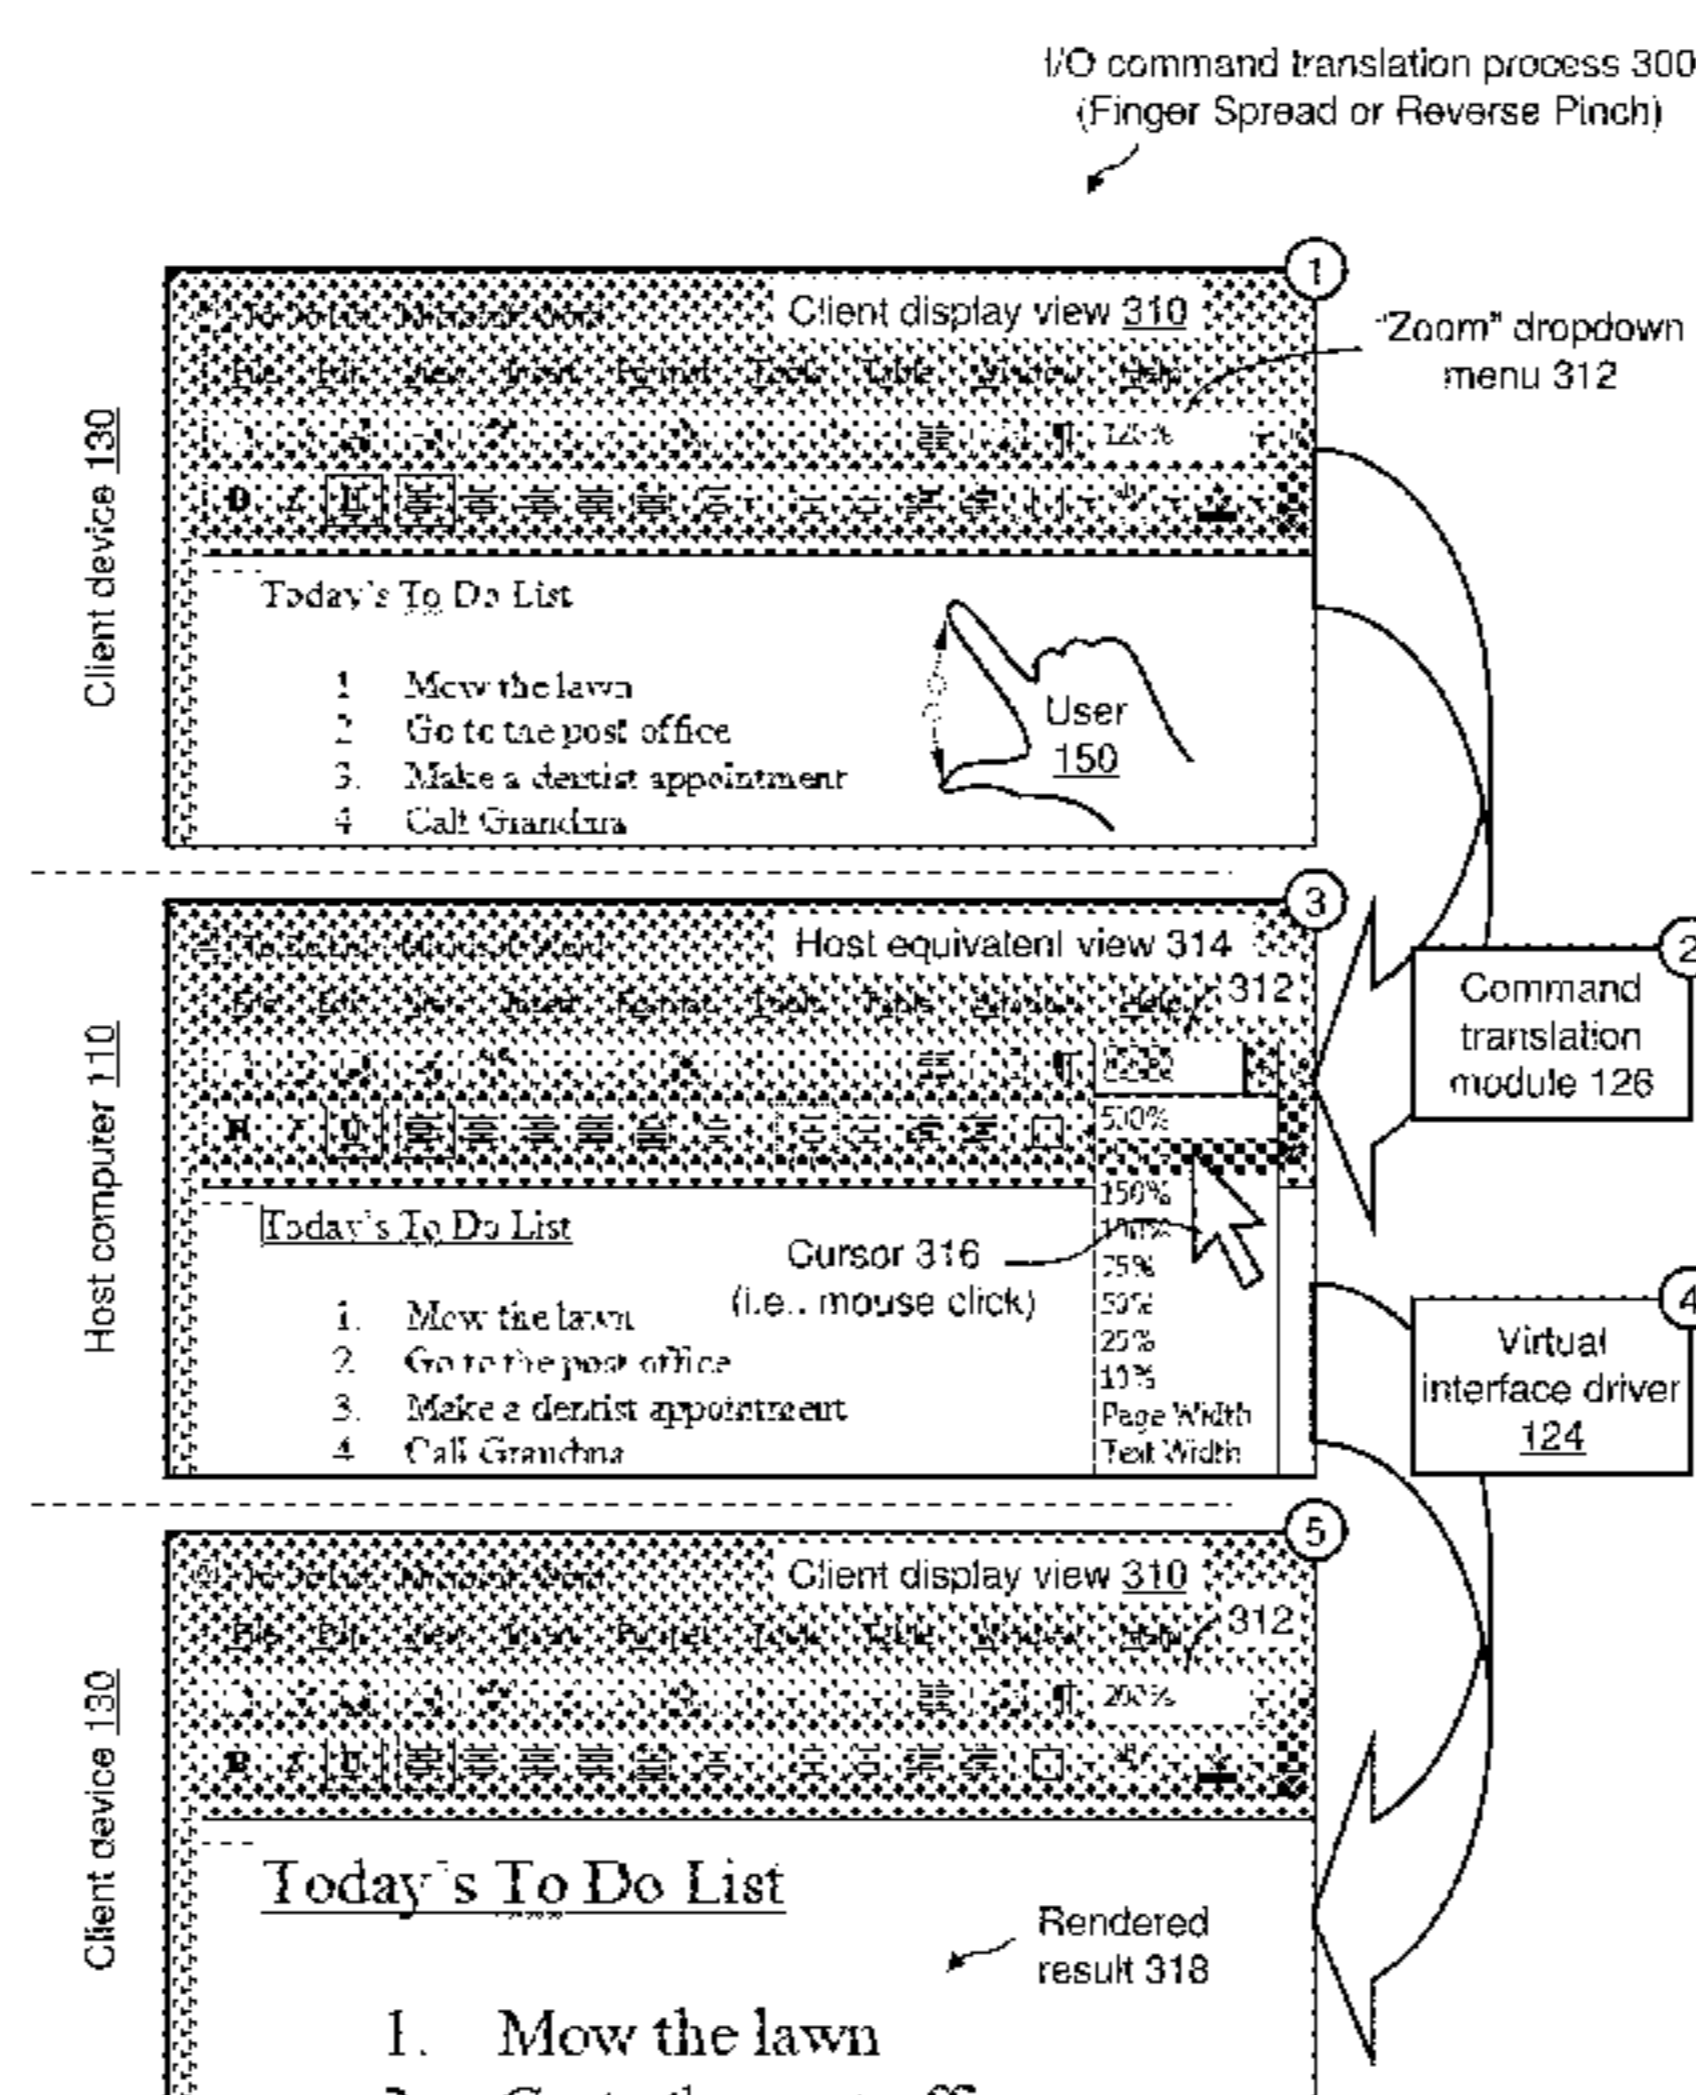 I/O command translation process 300
(Finger Spread or Reverse Pinch)
1
Client display view 310
"Zoom" dropdown
menu 312
Client device 130
Today's To Do List
1 Mow the lawn
2 Go to the post office
3. Make a dentist appointment
4 Call Grandma
User
150
3
Host equivalent view 314
312
2
Command
translation
module 126
Host computer 110
500%
150%
100%
75%
50%
25%
10%
Page Width
Text Width
Today's To Do List
Cursor 316
(i.e.. mouse click)
1. Mow the lawn
2 Go to the post office
3. Make a dentist appointment
4 Call Grandma
4
Virtual
interface driver
124
5
Client display view 310
312
200%
Client device 130
Today's To Do List
Rendered
result 318
1. Mow the lawn